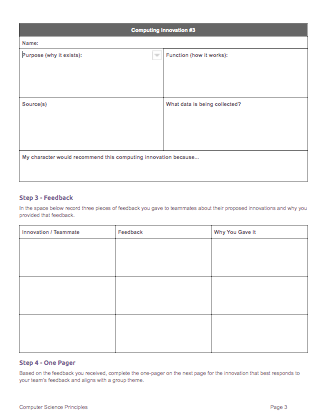 Computing Innovation #3
Name:
Purpose (why it exists):
Function (how it works):
Source(s)
What data is being collected?
My character would recommend this computing innovation because...
Step 3 - Feedback
In the space below record three pieces of feedback you gave to teammates about their proposed innovations and why you
provided that feedback.
Innovation / Teammate
Feedback
Why You Gave it
Step 4 - One Pager
Based on the feedback you received, complete the one-pager on the next page for the innovation that best responds to
your team's feedback and aligns with a group theme.
Computer Science Principles
Page 3